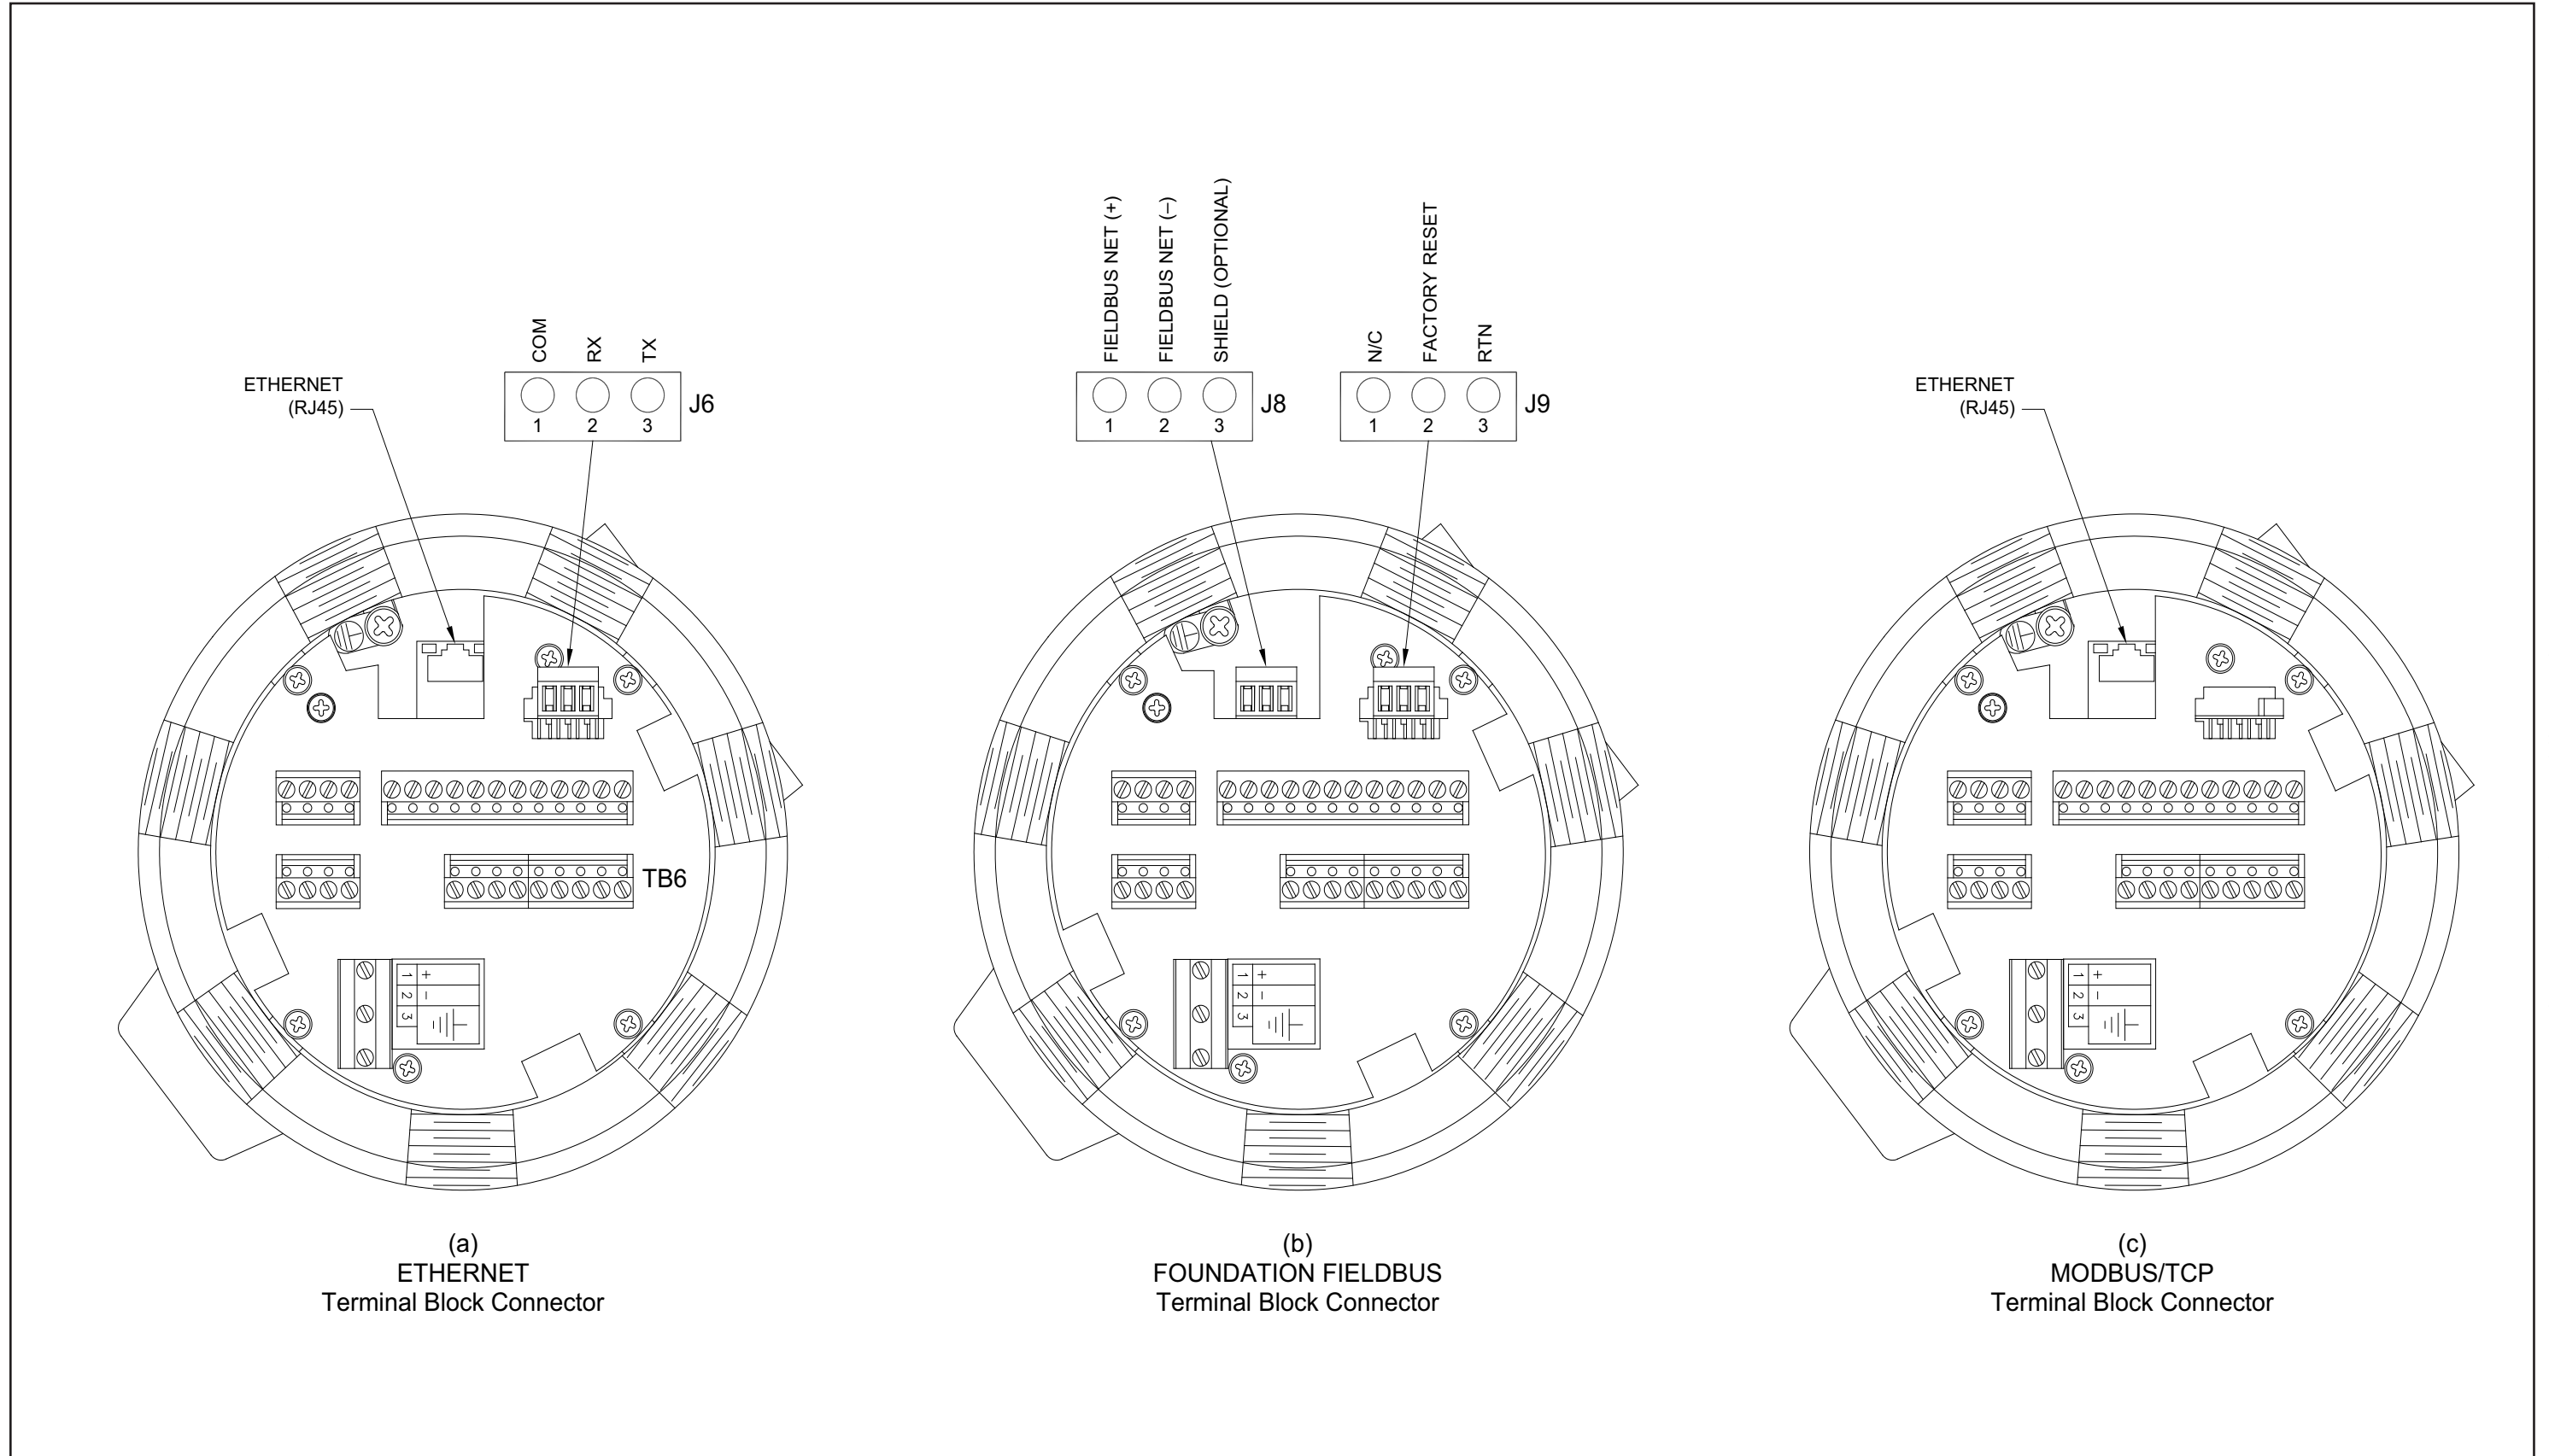 ETHERNET
(RJ45)
COM
RX
TX
1 2 3
J6
TB6
1 +
2 −
3
(a)
ETHERNET
Terminal Block Connector
FIELDBUS NET (+)
FIELDBUS NET (–)
SHIELD (OPTIONAL)
1 2 3
J8
N/C
FACTORY RESET
RTN
1 2 3
J9
1 +
2 −
3
(b)
FOUNDATION FIELDBUS
Terminal Block Connector
ETHERNET
(RJ45)
1 +
2 −
3
(c)
MODBUS/TCP
Terminal Block Connector